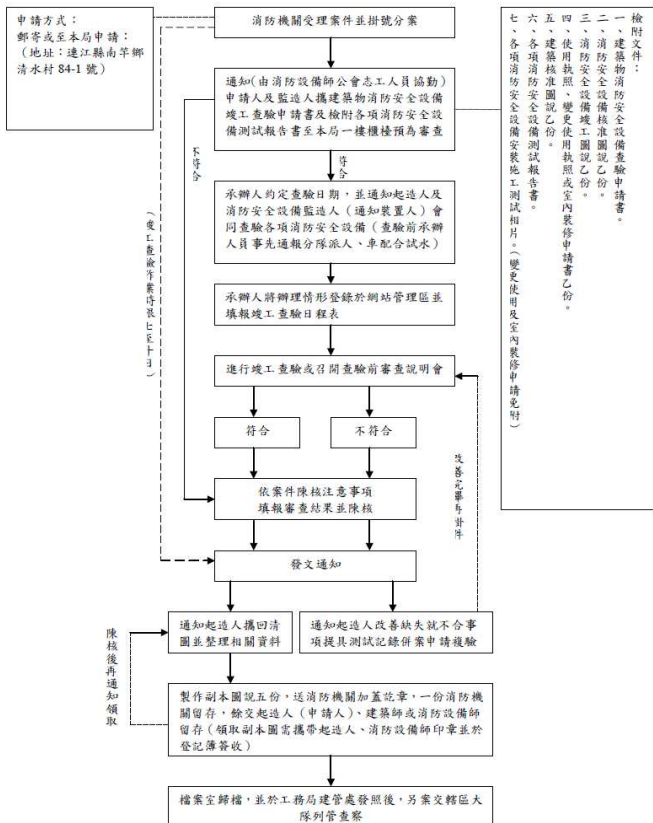 申請方式：
郵寄或至本局申請：
（地址：連江縣南竿鄉
清水村 84-1 號）
消防機關受理案件並掛號分案
通知(由消防設備師公會志工人員協勤)
申請人及監造人攜建築物消防安全設備
竣工查驗申請書及檢附各項消防安全設
備測試報告書至本局一樓櫃檯預為審查
檢附文件：
一、建築物消防安全設備查驗申請書。
二、消防安全設備核准圖說乙份。
三、消防安全設備竣工圖說乙份。
四、使用執照、變更使用執照或室內裝修申請書乙份。
五、建築核准圖說乙份。
六、各項消防安全設備測試報告書。
七、各項消防安全設備安裝施工測試相片。（變更使用及室內裝修申請免附）
不符合
符合
（竣工查驗作業時限七至十日）
承辦人約定查驗日期，並通知起造人及
消防安全設備監造人（通知裝置人）會
同查驗各項消防安全設備（查驗前承辦
人員事先通報分隊派人、車配合試水）
承辦人將辦理情形登錄於網站管理區並
填報竣工查驗日程表
進行竣工查驗或召開查驗前審查說明會
符合
不符合
改善完畢再掛件
依案件陳核注意事項
填報審查結果並陳核
發文通知
通知起造人攜回清
圖並整理相關資料
通知起造人改善缺失就不合事
項提具測試記錄併案申請複驗
陳核後再通知領取
製作副本圖說五份，送消防機關加蓋訖章，一份消防機
關留存，餘交起造人（申請人）、建築師或消防設備師
留存(領取副本圖需攜帶起造人、消防設備師印章並於
登記簿簽收)
檔案室歸檔，並於工務局建管處發照後，另案交轄區大
隊列管查察